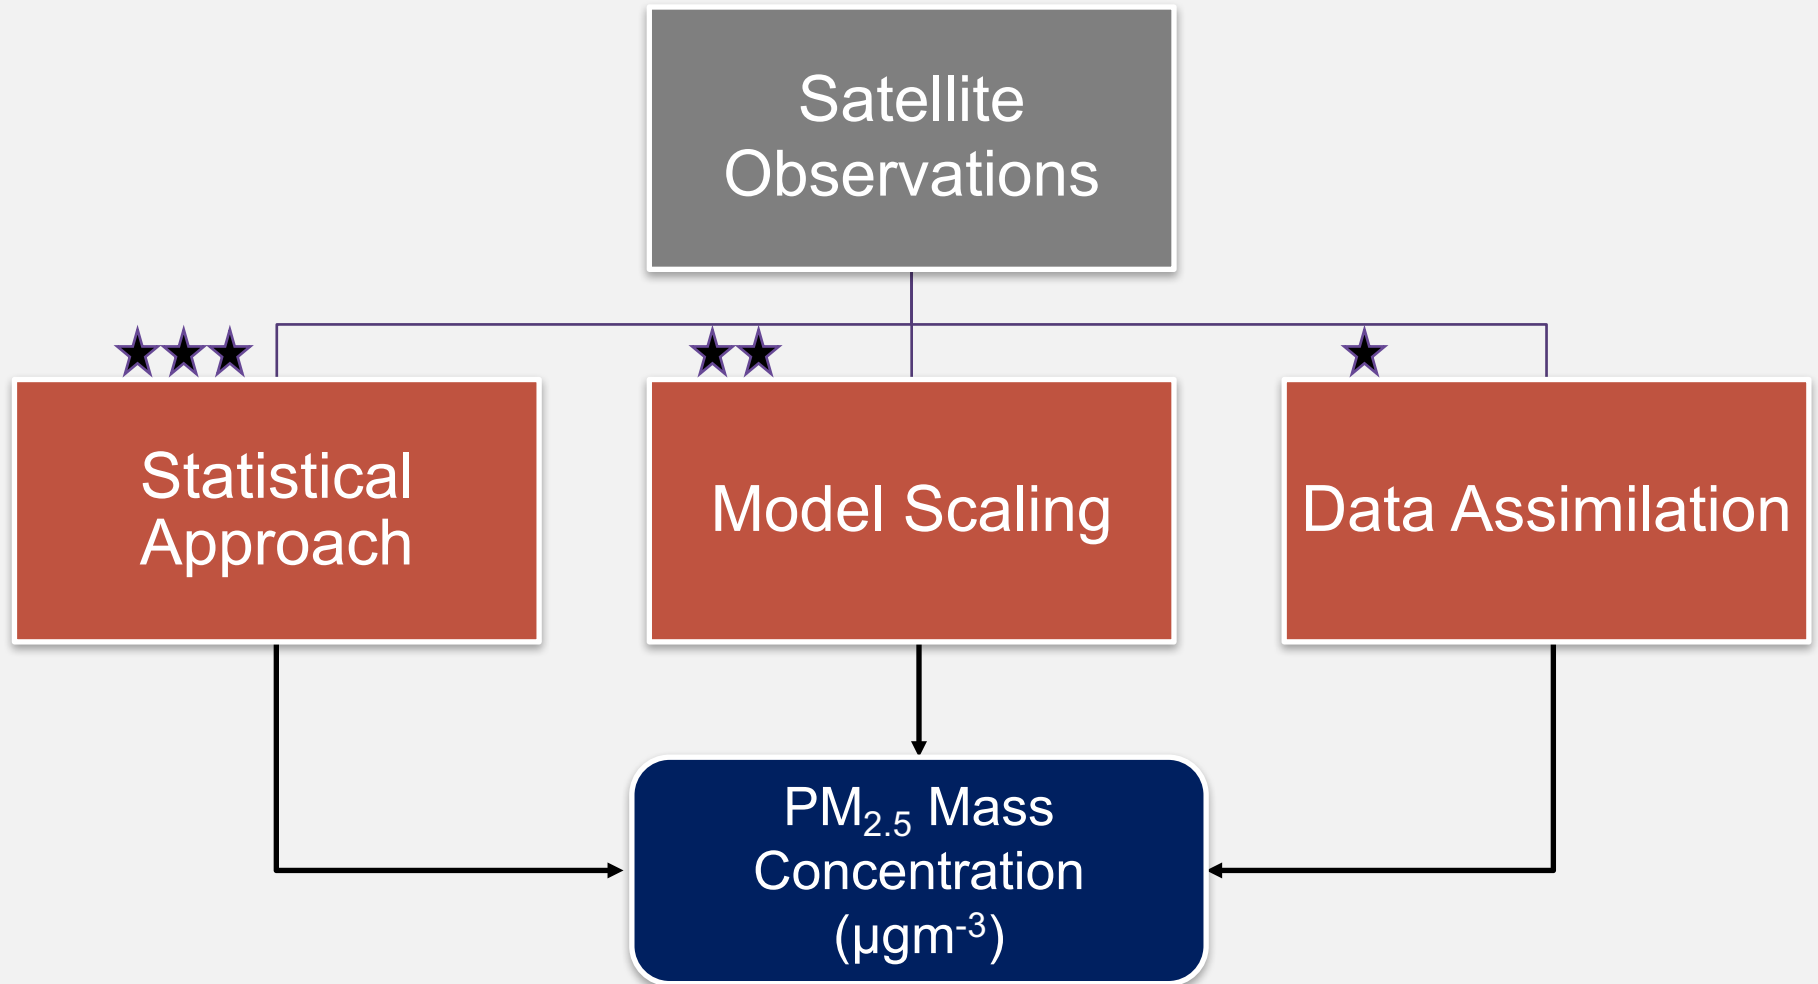 Satellite
Observations
Statistical
Approach
Model Scaling
Data Assimilation
PM₂.₅ Mass
Concentration
(µgm⁻³)